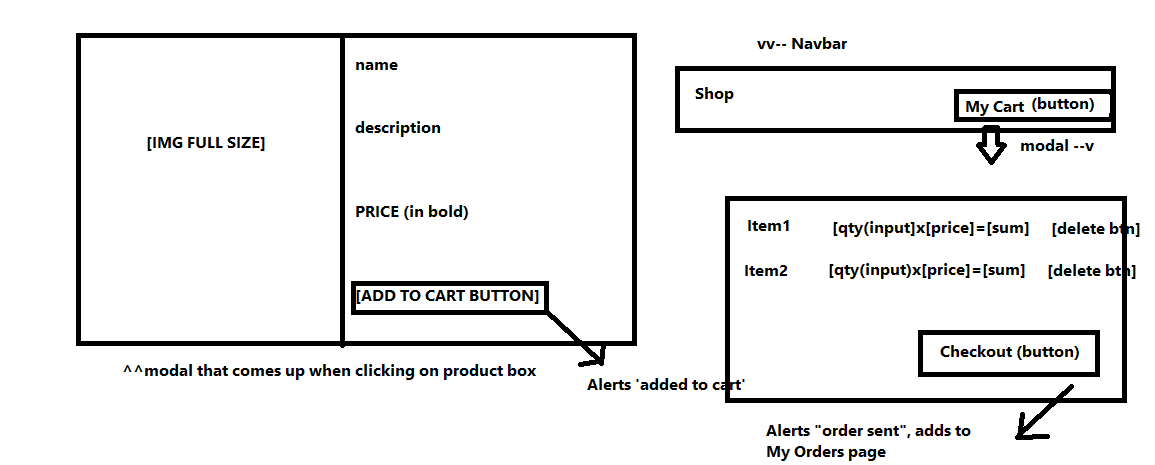 name
description
[IMG FULL SIZE]
PRICE (in bold)
[ADD TO CART BUTTON]
^^modal that comes up when clicking on product box
Alerts 'added to cart'
vv-- Navbar
Shop
My Cart (button)
modal --v
Item1 [qty(input]x[price]=[sum] [delete btn]
Item2 [qty(input)x[price]=[sum] [delete btn]
Checkout (button)
Alerts "order sent", adds to
My Orders page